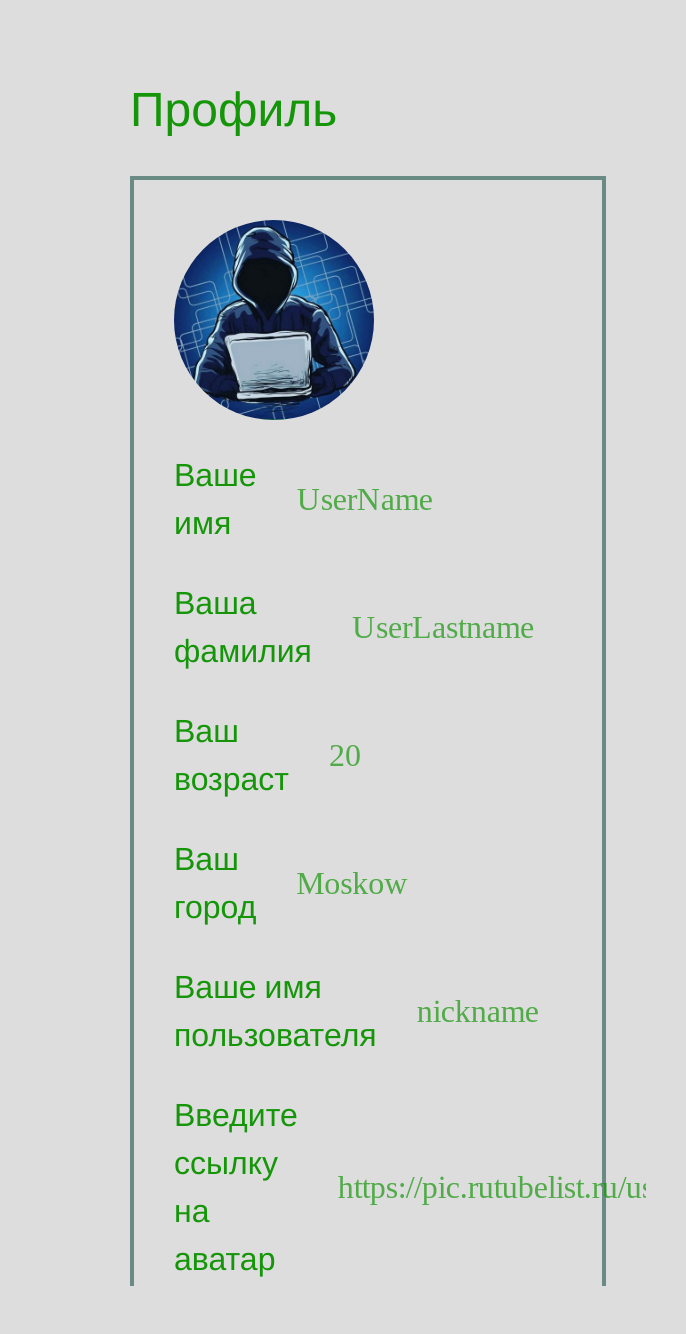 Профиль
Ваше
имя
UserName
Ваша
фамилия
UserLastname
Ваш
возраст
20
Ваш
город
Moskow
Ваше имя
пользователя
nickname
Введите
ссылку
на
аватар
https://pic.rutubelist.ru/us